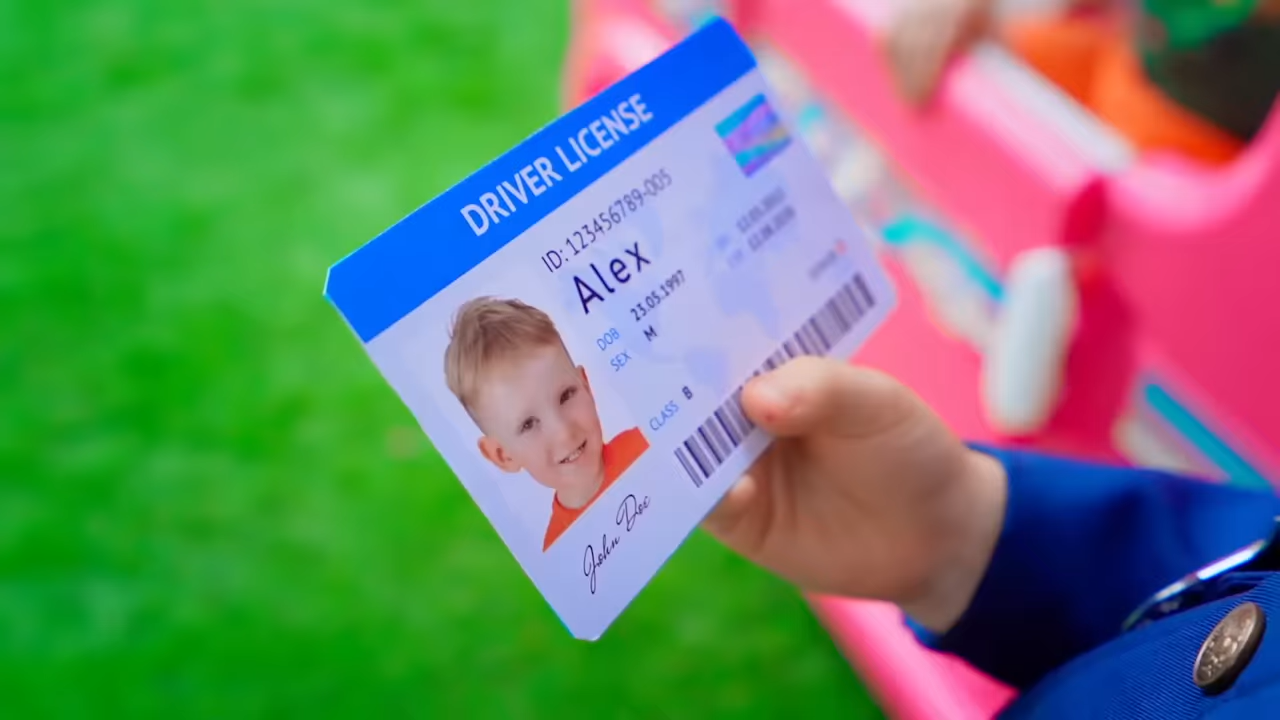 DRIVER LICENSE
ID: 123456789-005
Alex
DOB 23.05.1997
SEX M
CLASS B
John Doe